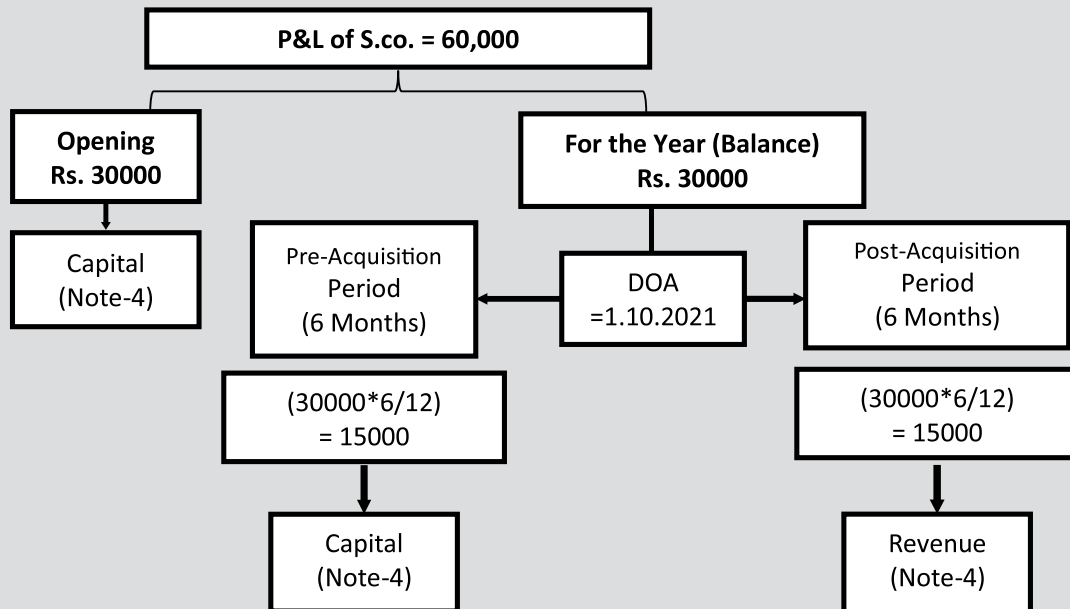 P&L of S.co. = 60,000
Opening
Rs. 30000
For the Year (Balance)
Rs. 30000
Capital
(Note-4)
Pre-Acquisition
Period
(6 Months)
DOA
=1.10.2021
Post-Acquisition
Period
(6 Months)
(30000*6/12)
= 15000
(30000*6/12)
= 15000
Capital
(Note-4)
Revenue
(Note-4)